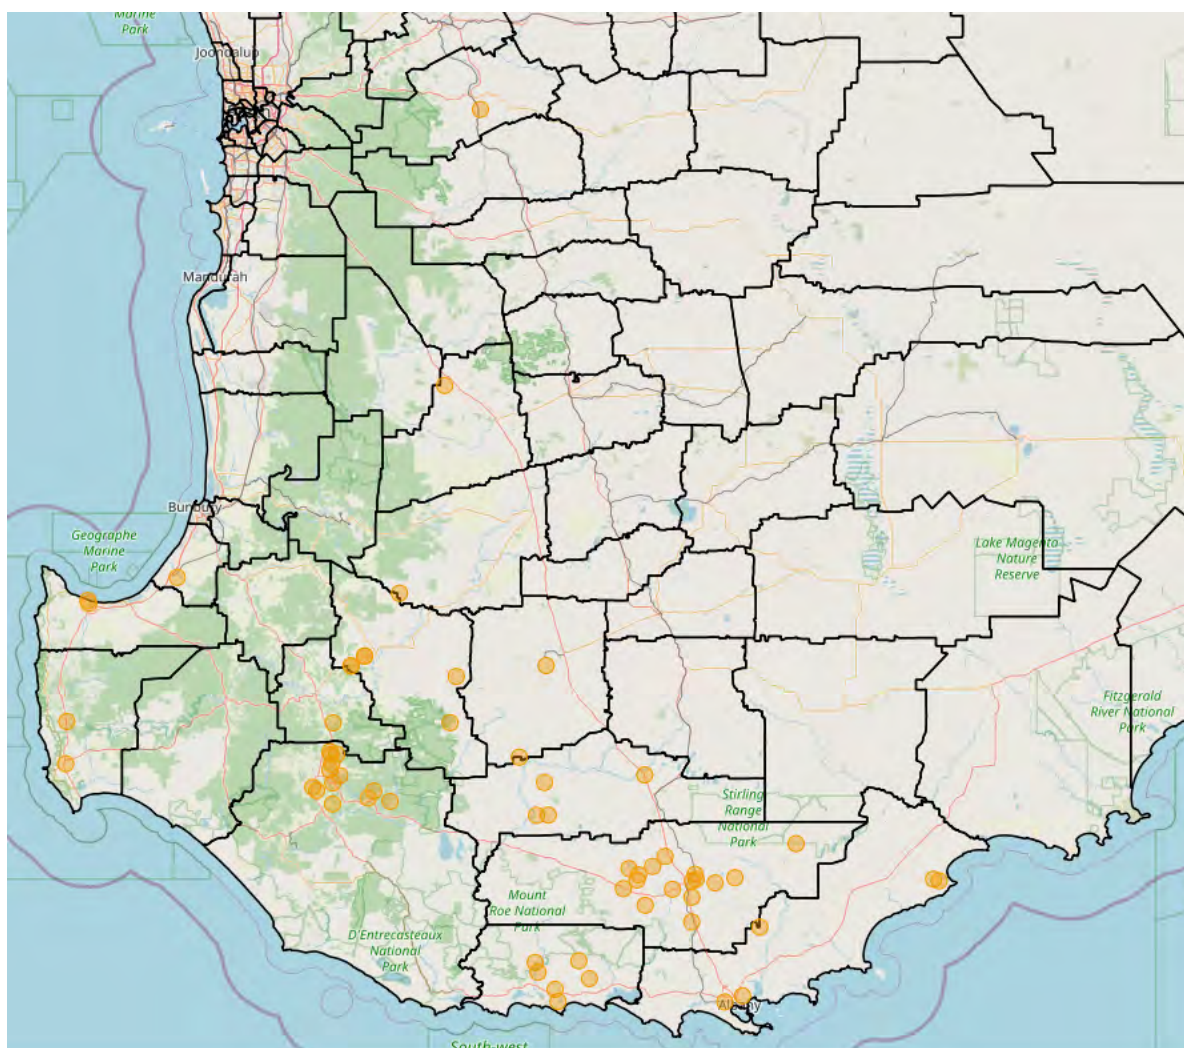 Marine
Park
Joondalup
Mandurah
Bunbury
Geographe
Marine
Park
Lake Magenta
Nature
Reserve
Fitzgerald
River National
Park
Stirling
Range
National
Park
Mount
Roe National
Park
D'Entrecasteaux
National
Park
Albany
South-west